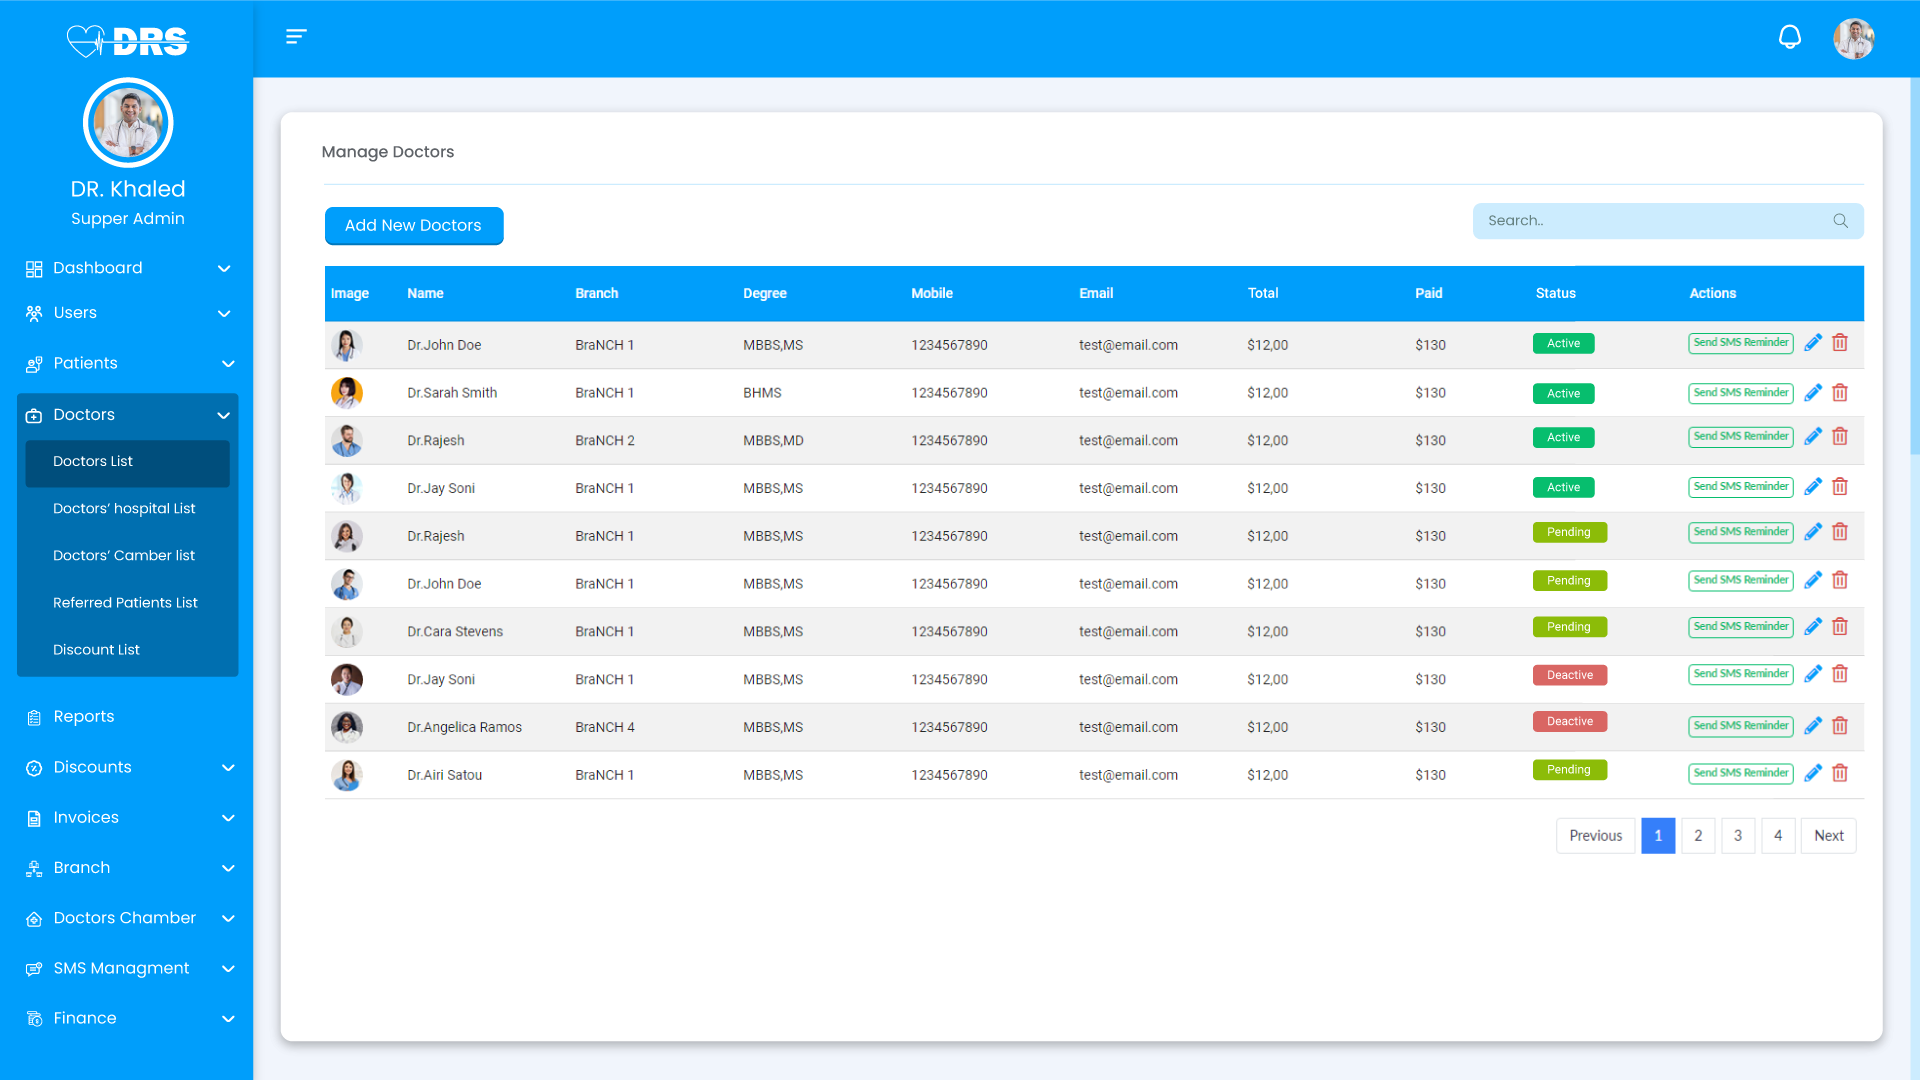 DRS
DR. Khaled
Supper Admin
Dashboard
Users
Patients
Doctors
Doctors List
Doctors’ hospital List
Doctors’ Camber list
Referred Patients List
Discount List
Reports
Discounts
Invoices
Branch
Doctors Chamber
SMS Managment
Finance
Manage Doctors
Add New Doctors
Search..
Image Name Branch Degree Mobile Email Total Paid Status Actions
Dr.John Doe BraNCH 1 MBBS,MS 1234567890 test@email.com $12,00 $130 Active Send SMS Reminder
Dr.Sarah Smith BraNCH 1 BHMS 1234567890 test@email.com $12,00 $130 Active Send SMS Reminder
Dr.Rajesh BraNCH 2 MBBS,MD 1234567890 test@email.com $12,00 $130 Active Send SMS Reminder
Dr.Jay Soni BraNCH 1 MBBS,MS 1234567890 test@email.com $12,00 $130 Active Send SMS Reminder
Dr.Rajesh BraNCH 1 MBBS,MS 1234567890 test@email.com $12,00 $130 Pending Send SMS Reminder
Dr.John Doe BraNCH 1 MBBS,MS 1234567890 test@email.com $12,00 $130 Pending Send SMS Reminder
Dr.Cara Stevens BraNCH 1 MBBS,MS 1234567890 test@email.com $12,00 $130 Pending Send SMS Reminder
Dr.Jay Soni BraNCH 1 MBBS,MS 1234567890 test@email.com $12,00 $130 Deactive Send SMS Reminder
Dr.Angelica Ramos BraNCH 4 MBBS,MS 1234567890 test@email.com $12,00 $130 Deactive Send SMS Reminder
Dr.Airi Satou BraNCH 1 MBBS,MS 1234567890 test@email.com $12,00 $130 Pending Send SMS Reminder
Previous 1 2 3 4 Next